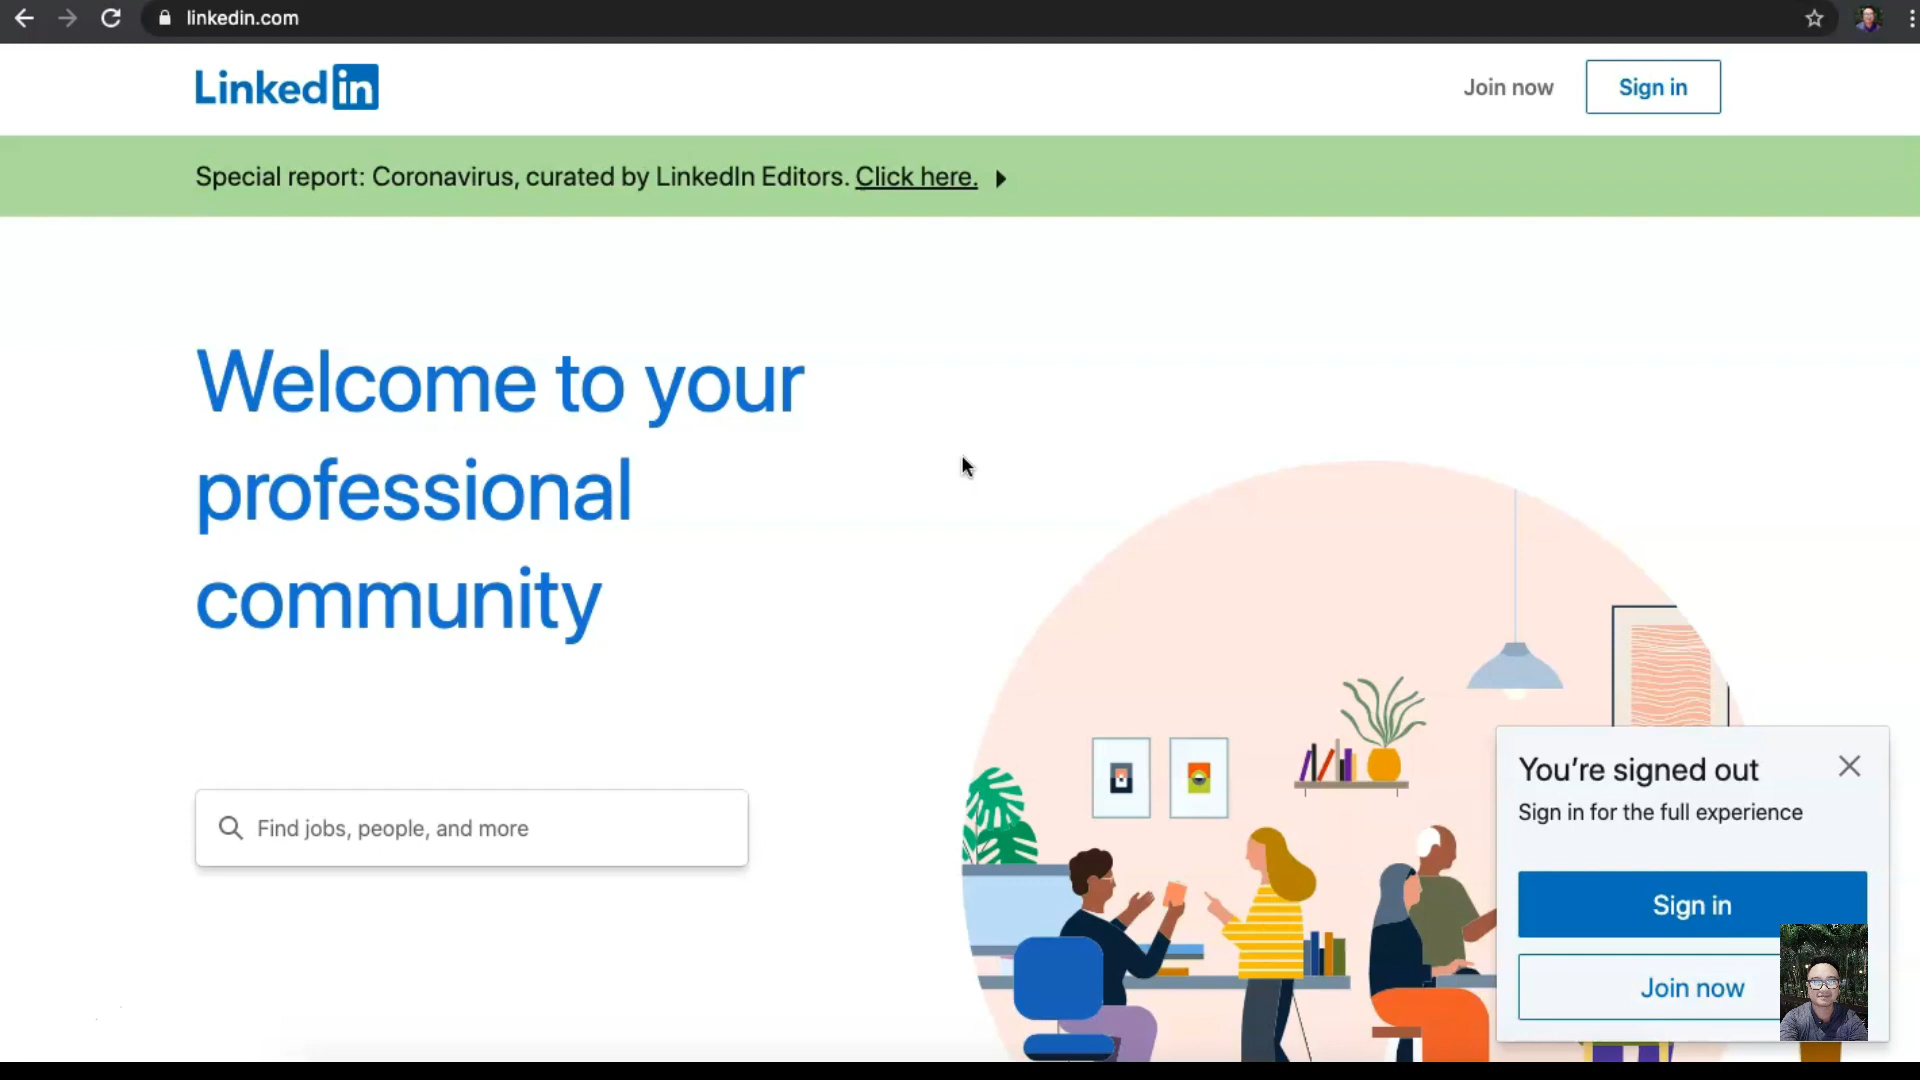 linkedin.com
Linked in
Join now
Sign in
Special report: Coronavirus, curated by LinkedIn Editors. Click here.
Welcome to your
professional
community
Find jobs, people, and more
You're signed out
Sign in for the full experience
Sign in
Join now